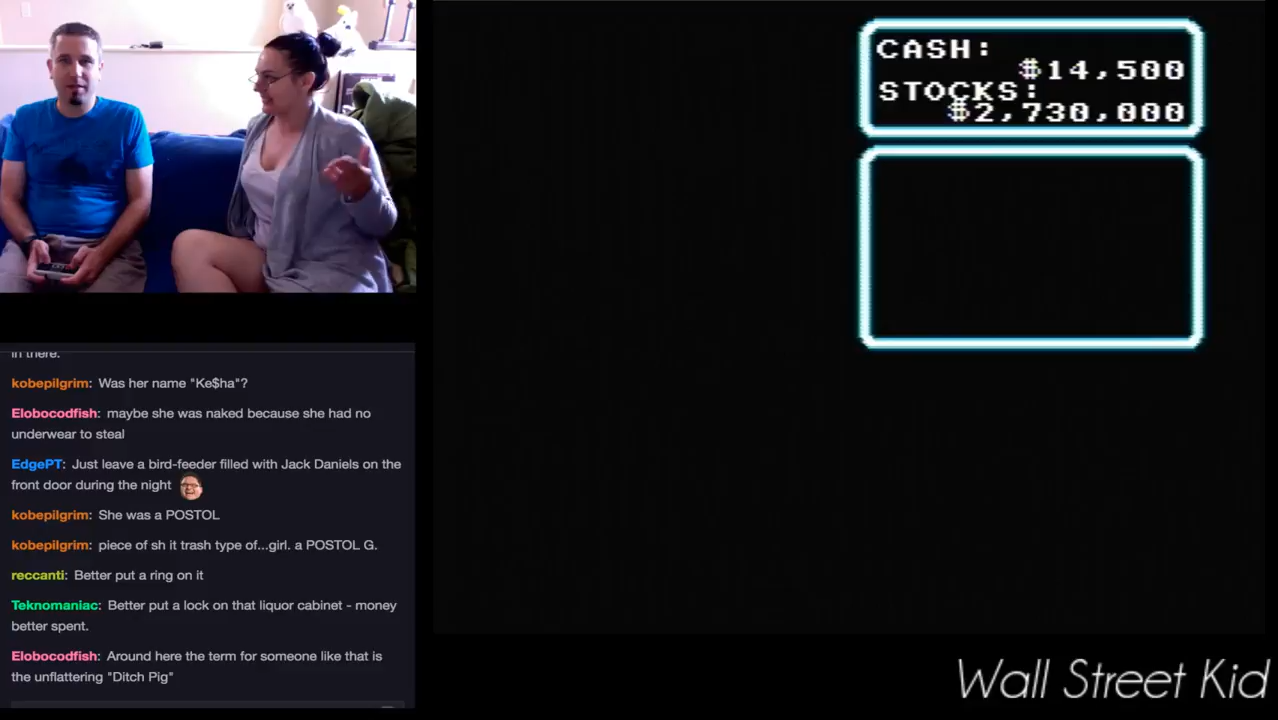 CASH:
$14,500
STOCKS:
$2,730,000
in there.
kobepilgrim: Was her name "Ke$ha"?
Elobocodfish: maybe she was naked because she had no
underwear to steal
EdgePT: Just leave a bird-feeder filled with Jack Daniels on the
front door during the night
kobepilgrim: She was a POSTOL
kobepilgrim: piece of sh it trash type of...girl. a POSTOL G.
reccanti: Better put a ring on it
Teknomaniac: Better put a lock on that liquor cabinet - money
better spent.
Elobocodfish: Around here the term for someone like that is
the unflattering "Ditch Pig"
Wall Street Kid